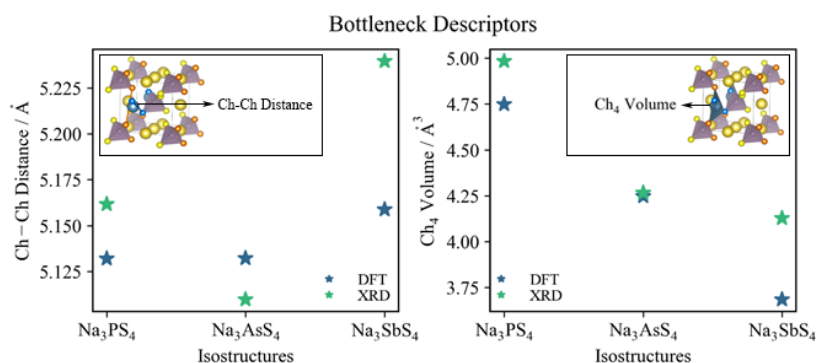 Bottleneck Descriptors
Ch − Ch Distance / Å
5.225
5.200
5.175
5.150
5.125
Ch-Ch Distance
DFT
XRD
Na₃PS₄
Na₃AsS₄
Na₃SbS₄
Isostructures
Ch₄ Volume / Å³
5.00
4.75
4.50
4.25
4.00
3.75
Ch₄ Volume
DFT
XRD
Na₃PS₄
Na₃AsS₄
Na₃SbS₄
Isostructures